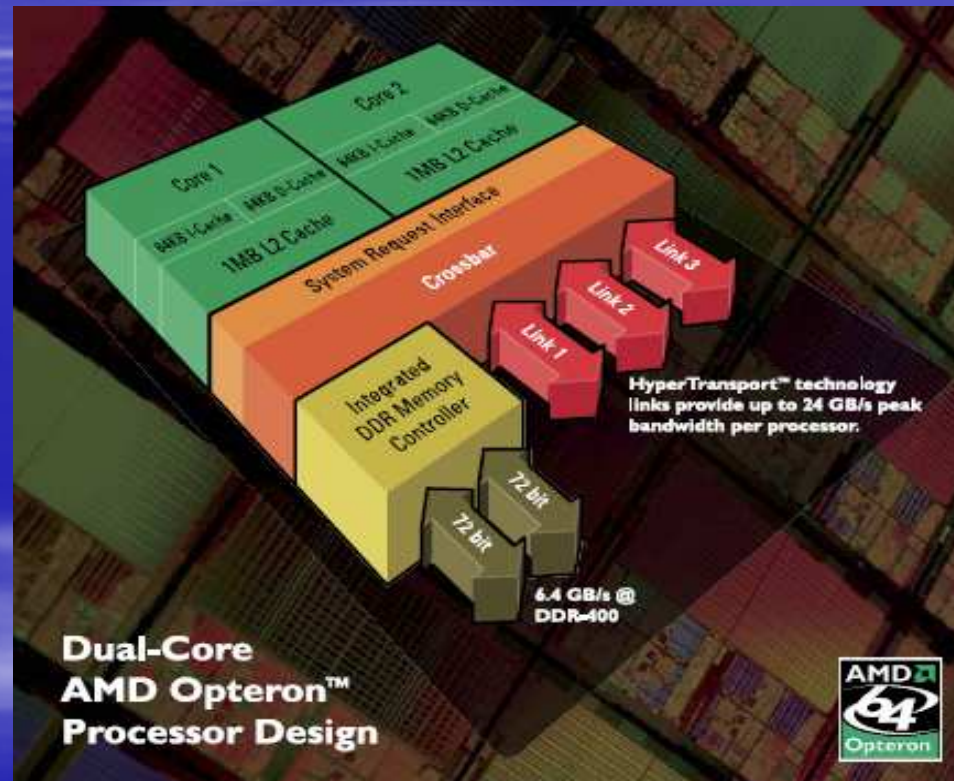 Core 1
Core 2
64KB I-Cache
64KB D-Cache
64KB I-Cache
64KB D-Cache
1MB L2 Cache
1MB L2 Cache
System Request Interface
Crossbar
Link 1
Link 2
Link 3
Integrated
DDR Memory
Controller
HyperTransport™ technology
links provide up to 24 GB/s peak
bandwidth per processor.
72 bit
72 bit
6.4 GB/s @
DDR-400
Dual-Core
AMD Opteron™
Processor Design
AMD
64
Opteron